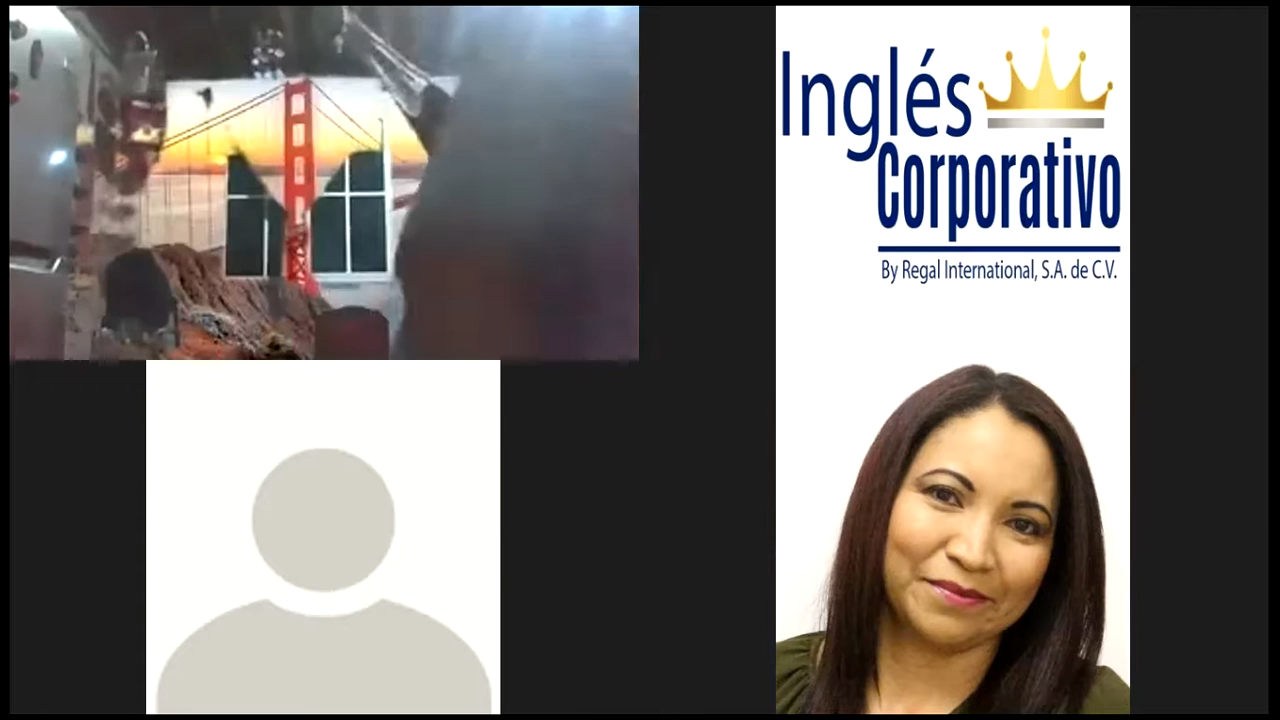 Inglés
Corporativo
By Regal International, S.A. de C.V.